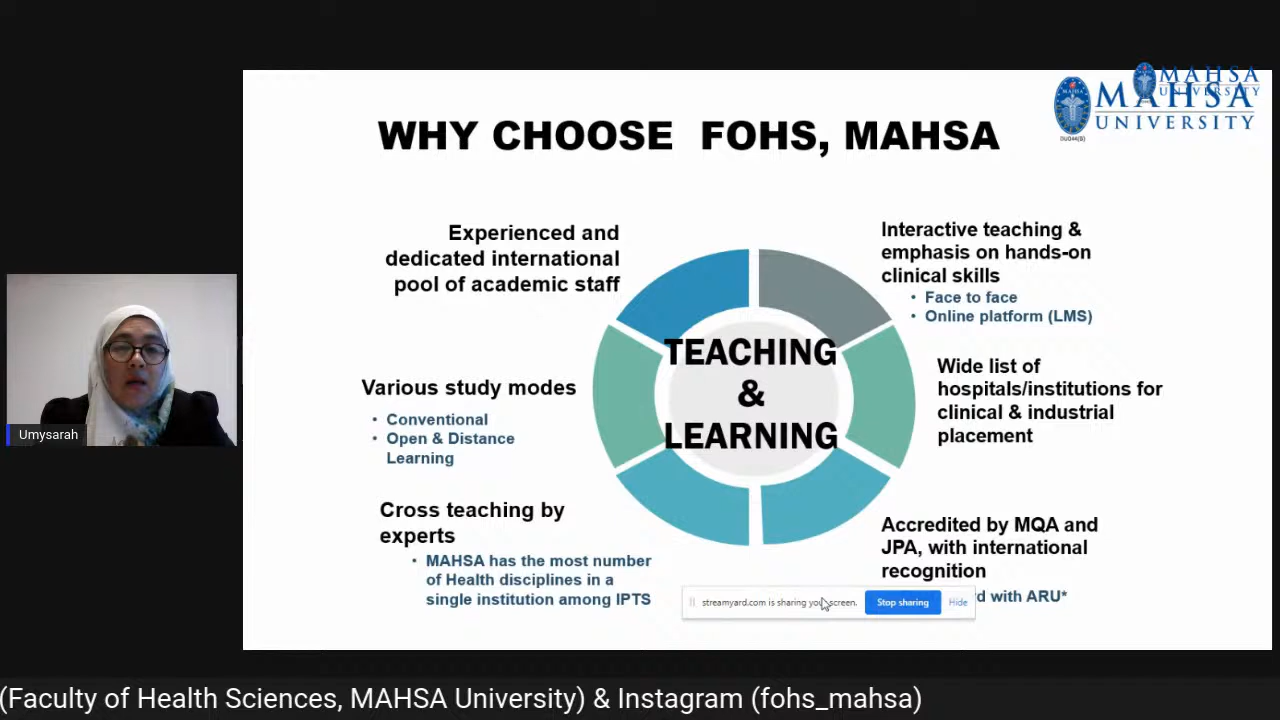 MAHSA
UNIVERSITY
MAHSA
UNIVERSITY
WHY CHOOSE FOHS, MAHSA
Experienced and
dedicated international
pool of academic staff
Interactive teaching &
emphasis on hands-on
clinical skills
• Face to face
• Online platform (LMS)
TEACHING
&
LEARNING
Various study modes
• Conventional
• Open & Distance
Learning
Wide list of
hospitals/institutions for
clinical & industrial
placement
Cross teaching by
experts
• MAHSA has the most number
of Health disciplines in a
single institution among IPTS
Accredited by MQA and
JPA, with international
recognition
with ARU*
streamyard.com is sharing your screen.
Stop sharing
Hide
Umysarah
(Faculty of Health Sciences, MAHSA University) & Instagram (fohs_mahsa)